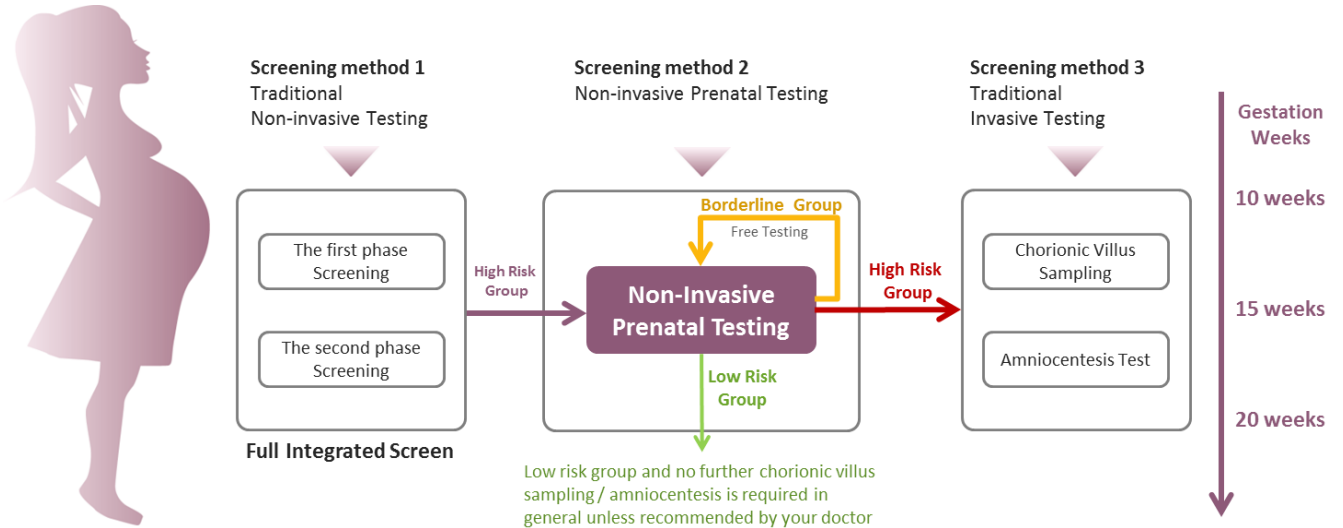 Screening method 1
Traditional
Non-invasive Testing
Screening method 2
Non-invasive Prenatal Testing
Screening method 3
Traditional
Invasive Testing
Gestation
Weeks
10 weeks
15 weeks
20 weeks
The first phase
Screening
The second phase
Screening
Full Integrated Screen
High Risk
Group
Borderline Group
Free Testing
Non-Invasive
Prenatal Testing
Low Risk
Group
Low risk group and no further chorionic villus
sampling / amniocentesis is required in
general unless recommended by your doctor
High Risk
Group
Chorionic Villus
Sampling
Amniocentesis Test